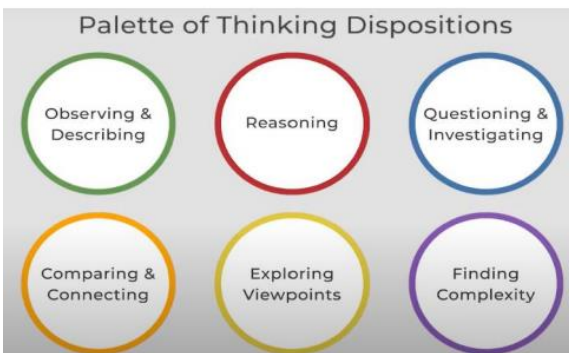 Palette of Thinking Dispositions
Observing &
Describing
Reasoning
Questioning &
Investigating
Comparing &
Connecting
Exploring
Viewpoints
Finding
Complexity